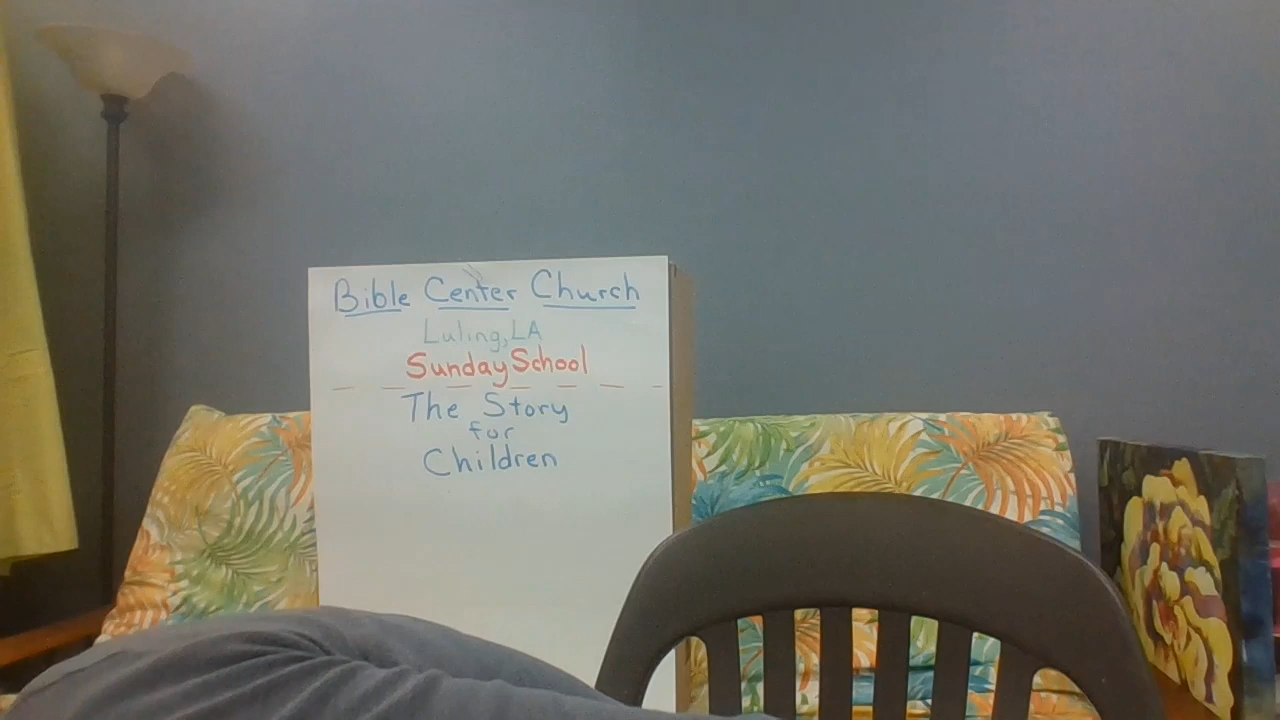 Bible Center Church
Luling, LA
Sunday School
The Story
for
Children